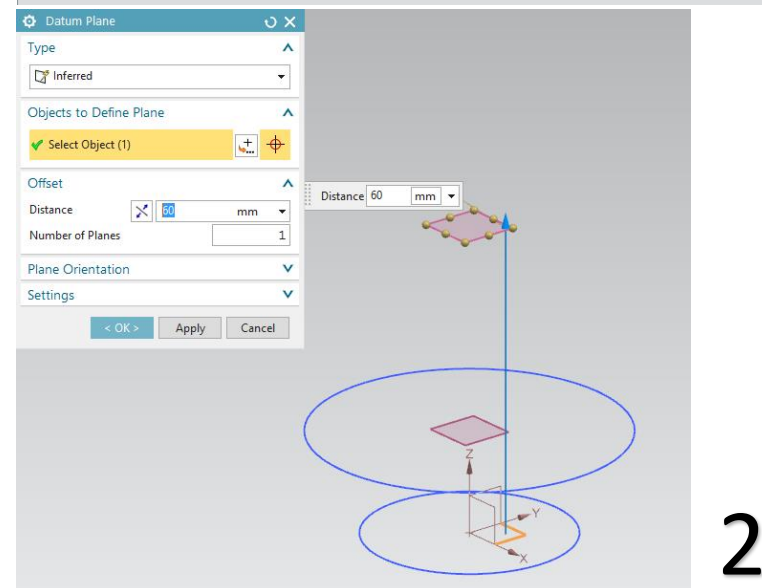 Datum Plane
Type
Inferred
Objects to Define Plane
Select Object (1)
Offset
Distance 60 mm
Number of Planes 1
Plane Orientation
Settings
< OK > Apply Cancel
Distance 60 mm
Z
Y
X
2